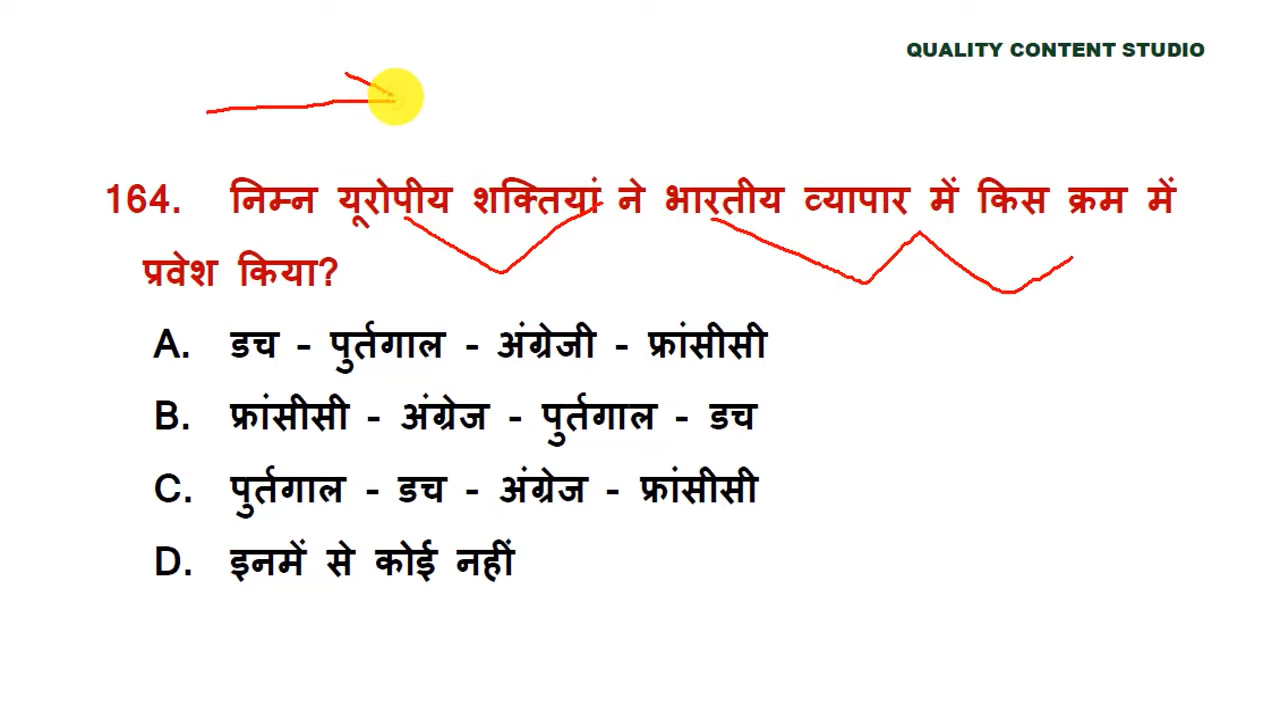 QUALITY CONTENT STUDIO
164. निम्न यूरोपीय शक्तियां ने भारतीय व्यापार में किस क्रम में
प्रवेश किया?
A. डच - पुर्तगाल - अंग्रेजी - फ्रांसीसी
B. फ्रांसीसी - अंग्रेज - पुर्तगाल - डच
C. पुर्तगाल - डच - अंग्रेज - फ्रांसीसी
D. इनमें से कोई नहीं